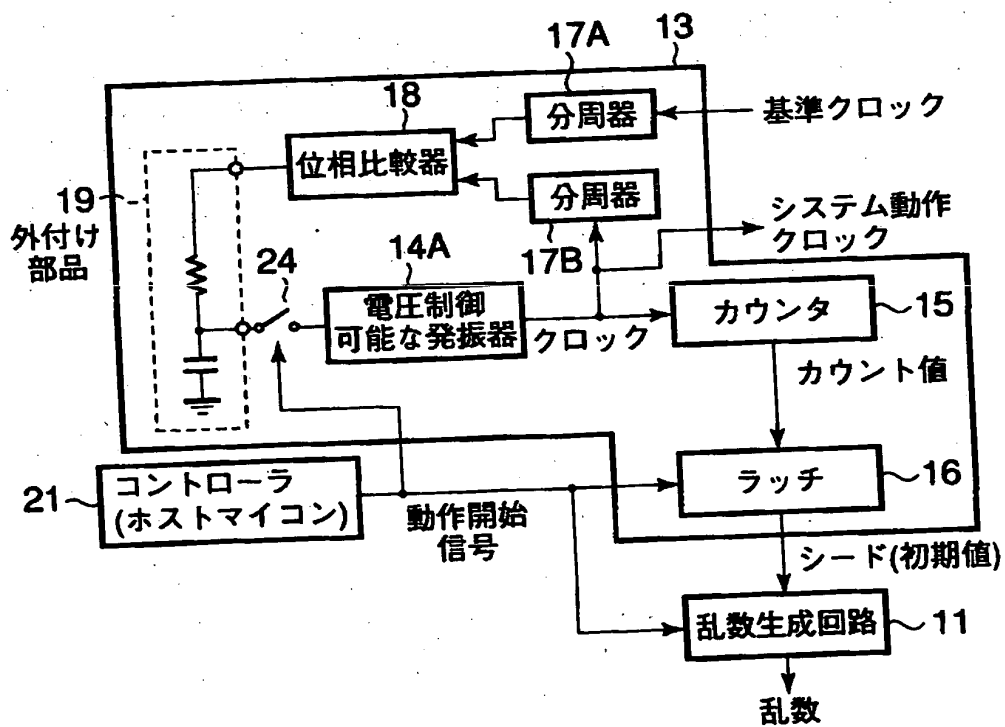 13
17A
18
分周器
基準クロック
位相比較器
19
外付け
部品
分周器
17B
システム動作
クロック
24
14A
電圧制御
可能な発振器
クロック
カウンタ
15
カウント値
21
コントローラ
(ホストマイコン)
動作開始
信号
ラッチ
16
シード(初期値)
乱数生成回路
11
乱数